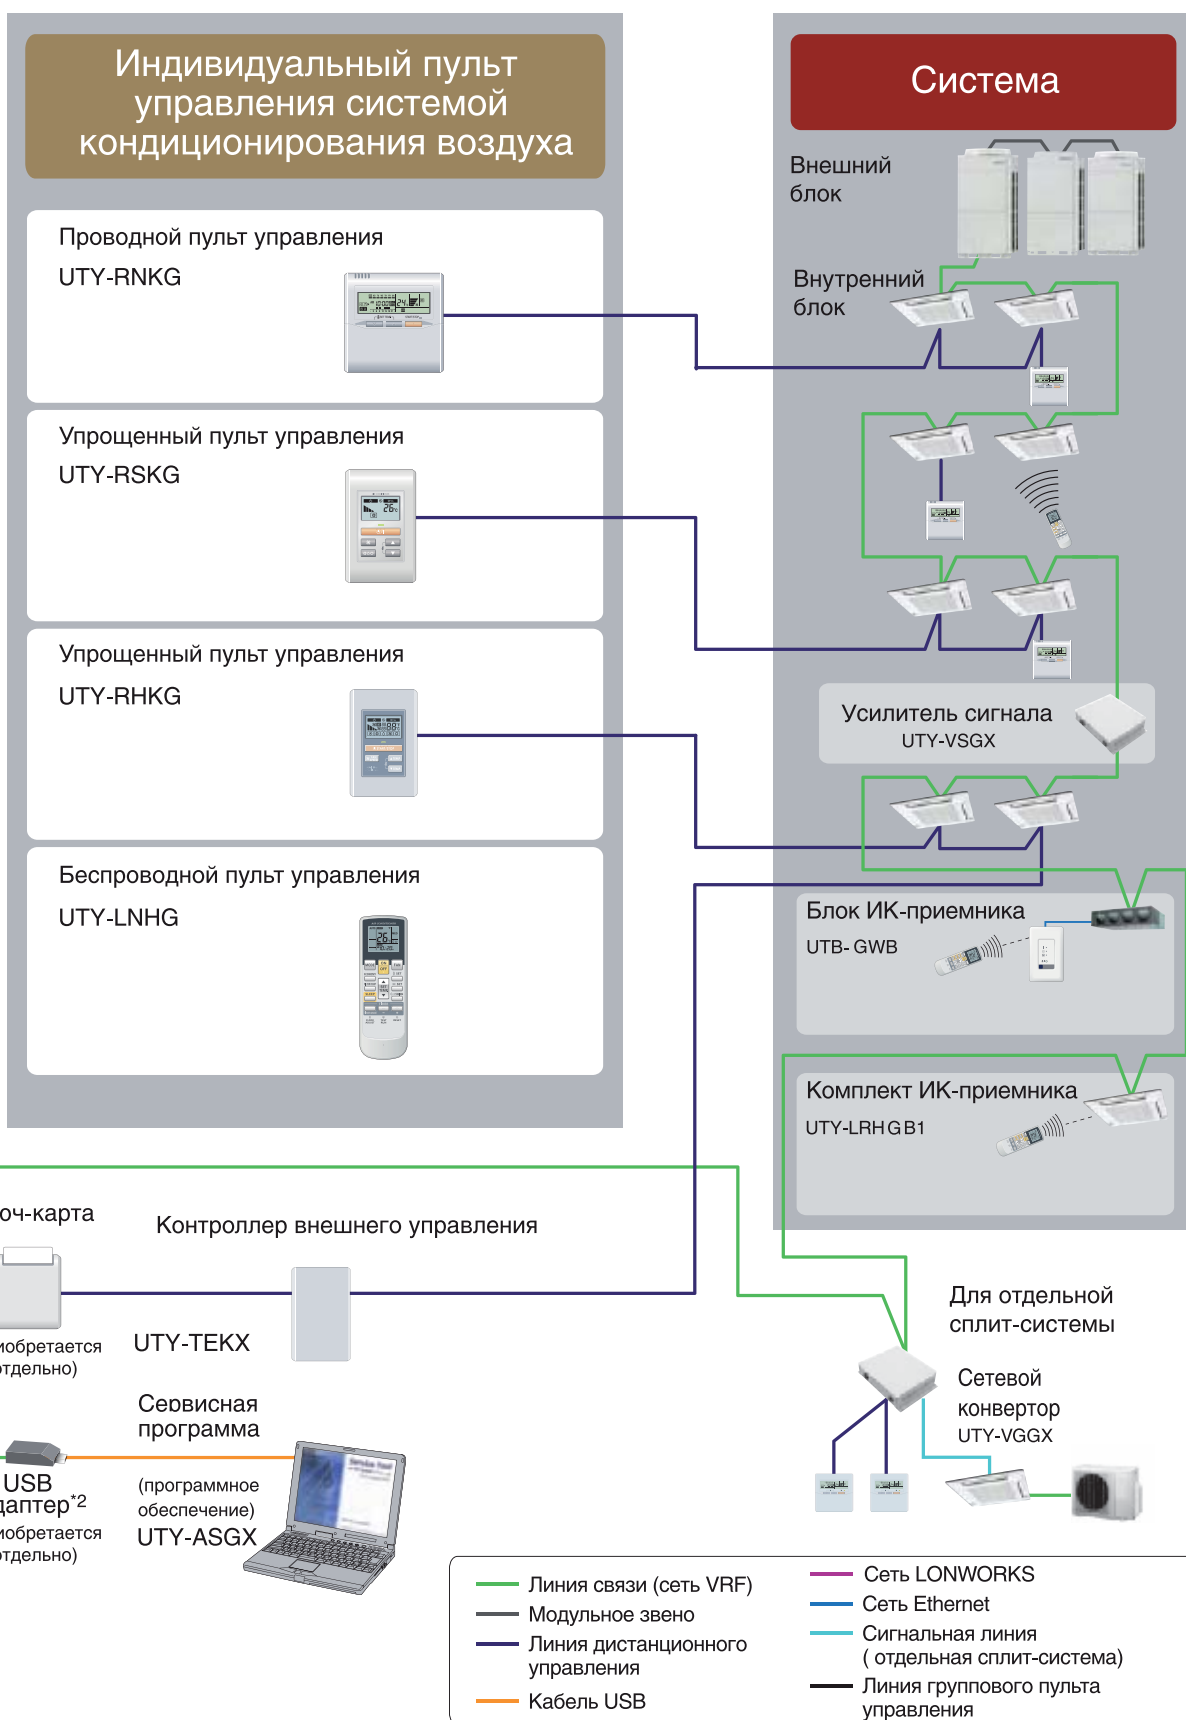 Индивидуальный пульт
управления системой
кондиционирования воздуха
Проводной пульт управления
UTY-RNKG
Упрощенный пульт управления
UTY-RSKG
Упрощенный пульт управления
UTY-RHKG
Беспроводной пульт управления
UTY-LNHG
Система
Внешний
блок
Внутренний
блок
Усилитель сигнала
UTY-VSGX
Блок ИК-приемника
UTB-GWB
Комплект ИК-приемника
UTY-LRHGB1
оч-карта
иобретается
отдельно)
Контроллер внешнего управления
UTY-TEKX
USB
даптер*2
иобретается
отдельно)
Сервисная
программа
(программное
обеспечение)
UTY-ASGX
Для отдельной
сплит-системы
Сетевой
конвертор
UTY-VGGX
Линия связи (сеть VRF)
Модульное звено
Линия дистанционного
управления
Кабель USB
Сеть LONWORKS
Сеть Ethernet
Сигнальная линия
( отдельная сплит-система)
Линия группового пульта
управления